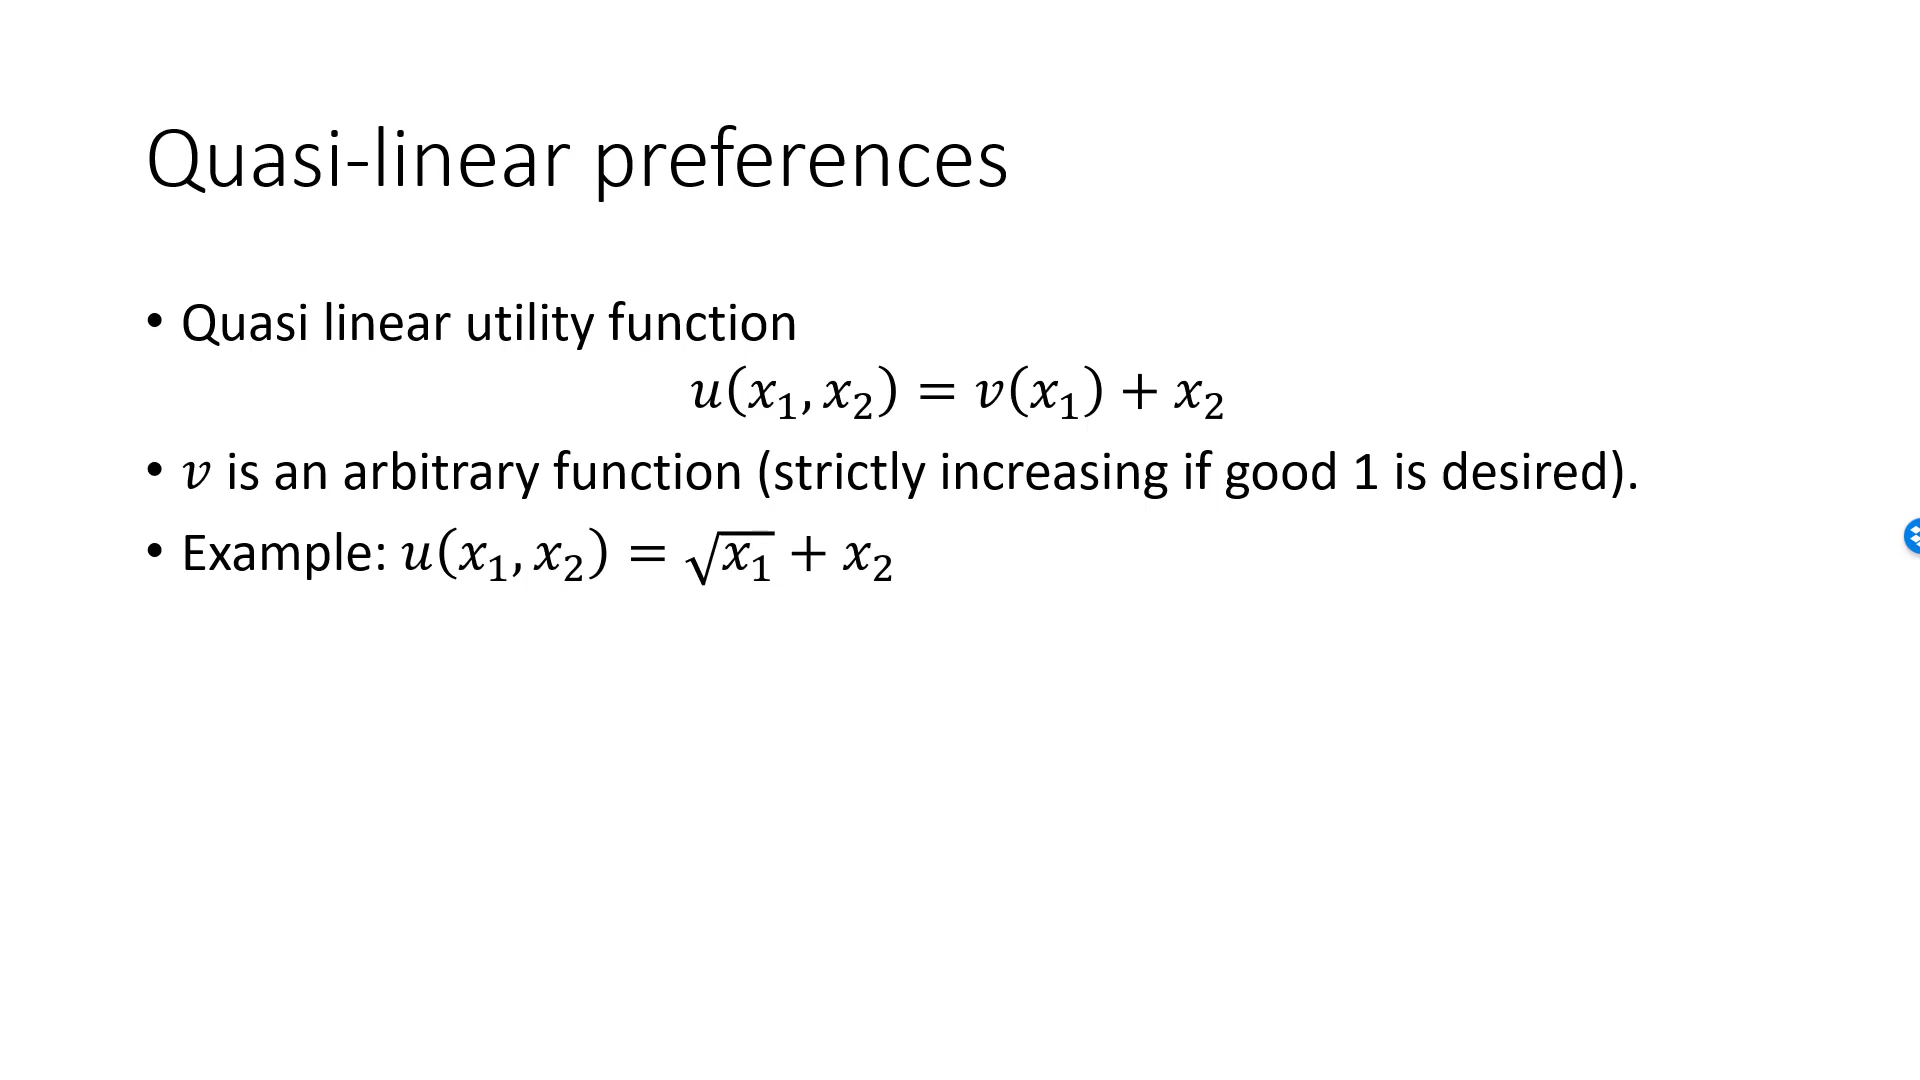 Quasi-linear preferences
• Quasi linear utility function
𝑢(𝑥₁, 𝑥₂) = 𝑣(𝑥₁) + 𝑥₂
• 𝑣 is an arbitrary function (strictly increasing if good 1 is desired).
• Example: 𝑢(𝑥₁, 𝑥₂) = √𝑥₁ + 𝑥₂